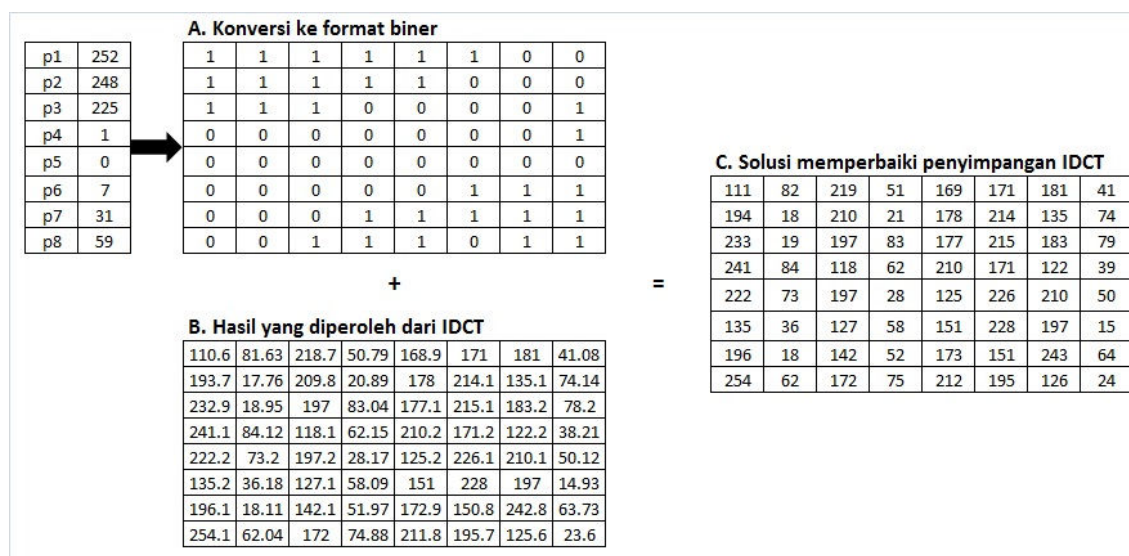 A. Konversi ke format biner
p1 252 1 1 1 1 1 1 0 0
p2 248 1 1 1 1 1 0 0 0
p3 225 1 1 1 0 0 0 0 1
p4 1 0 0 0 0 0 0 0 1
p5 0 0 0 0 0 0 0 0 0
p6 7 0 0 0 0 0 1 1 1
p7 31 0 0 0 1 1 1 1 1
p8 59 0 0 1 1 1 0 1 1
+
B. Hasil yang diperoleh dari IDCT
110.6 81.63 218.7 50.79 168.9 171 181 41.08
193.7 17.76 209.8 20.89 178 214.1 135.1 74.14
232.9 18.95 197 83.04 177.1 215.1 183.2 78.2
241.1 84.12 118.1 62.15 210.2 171.2 122.2 38.21
222.2 73.2 197.2 28.17 125.2 226.1 210.1 50.12
135.2 36.18 127.1 58.09 151 228 197 14.93
196.1 18.11 142.1 51.97 172.9 150.8 242.8 63.73
254.1 62.04 172 74.88 211.8 195.7 125.6 23.6
=
C. Solusi memperbaiki penyimpangan IDCT
111 82 219 51 169 171 181 41
194 18 210 21 178 214 135 74
233 19 197 83 177 215 183 79
241 84 118 62 210 171 122 39
222 73 197 28 125 226 210 50
135 36 127 58 151 228 197 15
196 18 142 52 173 151 243 64
254 62 172 75 212 195 126 24